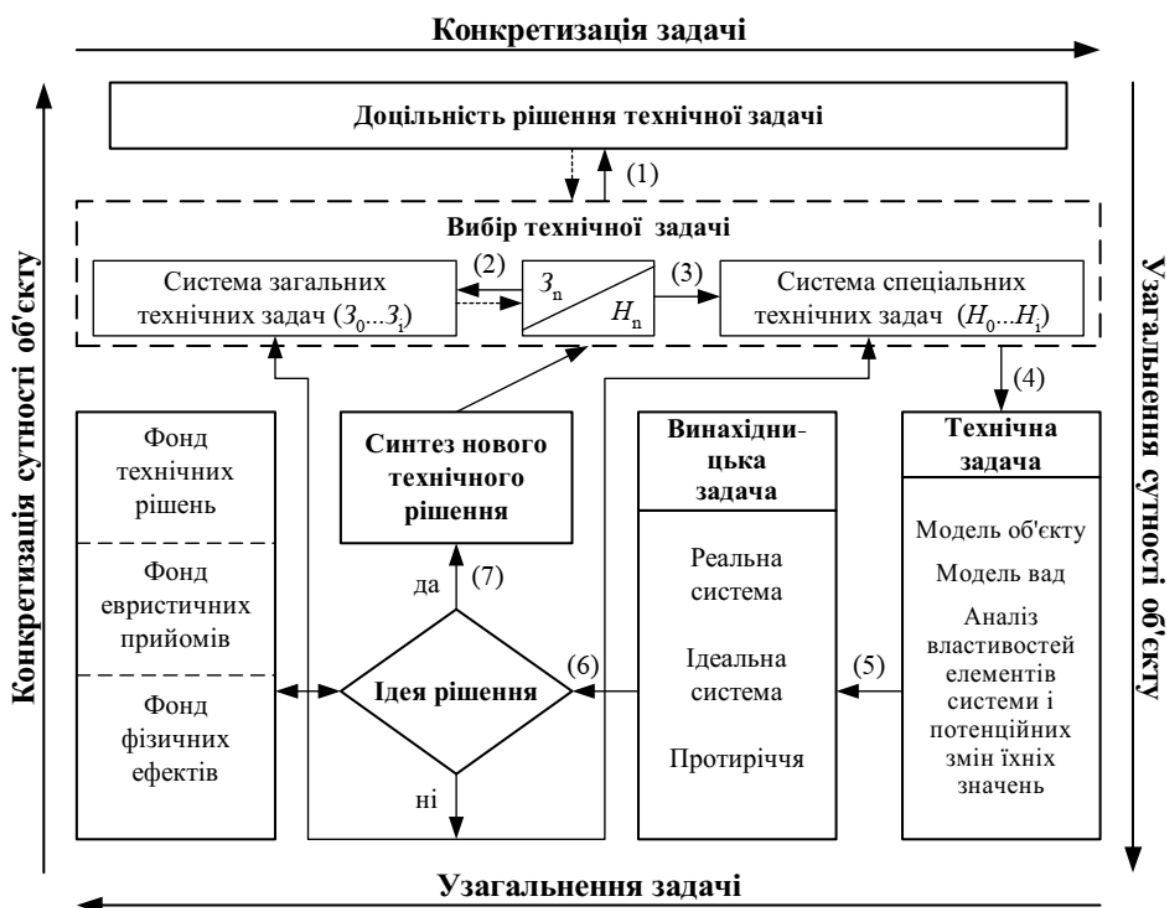 Конкретизація задачі
Конкретизація сутності об'єкту
Узагальнення сутності об'єкту
Доцільність рішення технічної задачі
(1)
Вибір технічної задачі
Система загальних
технічних задач (З0...Зi)
(2)
Зn
Hn
(3)
Система спеціальних
технічних задач (H0...Hi)
(4)
Фонд
технічних
рішень
Фонд
евристичних
прийомів
Фонд
фізичних
ефектів
Синтез нового
технічного
рішення
да
(7)
Ідея рішення
ні
(6)
Винахідни-
цька
задача
Реальна
система
Ідеальна
система
Протиріччя
(5)
Технічна
задача
Модель об'єкту
Модель вад
Аналіз
властивостей
елементів
системи і
потенційних
змін їхніх
значень
Узагальнення задачі